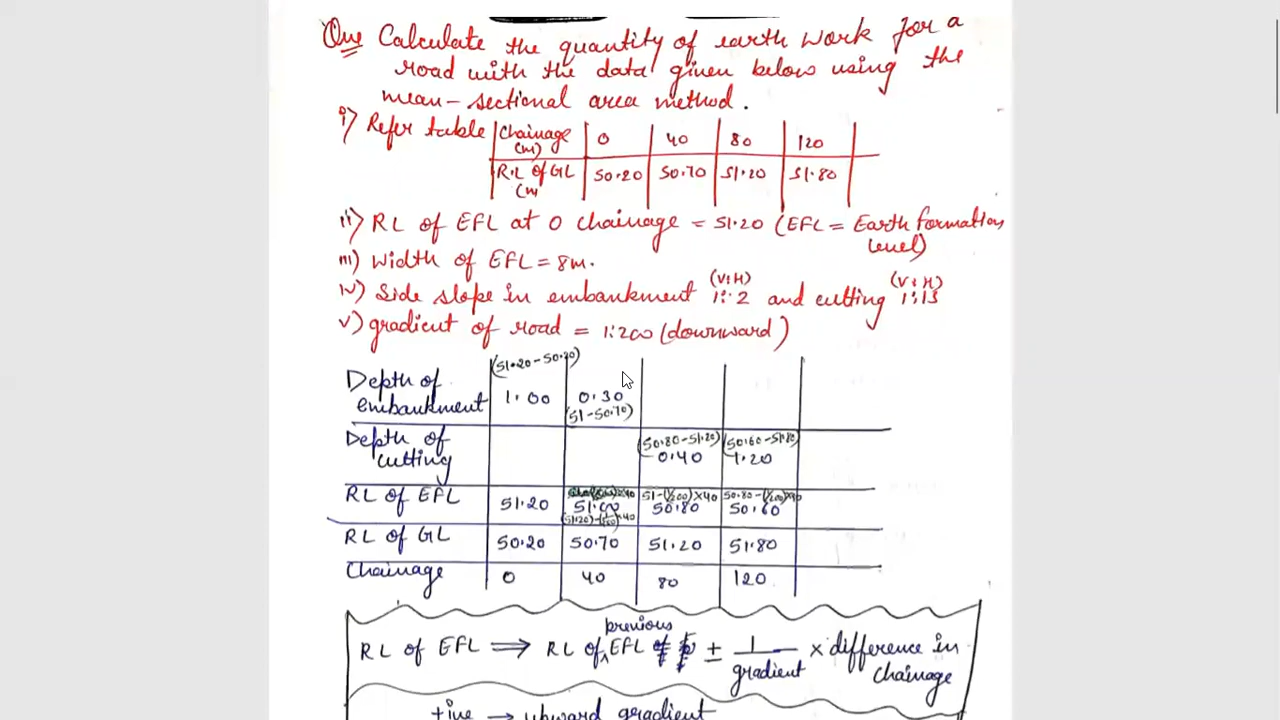 Que Calculate the quantity of earth work for a
road with the data given below using the
mean-sectional area method.
i) Refer table
Chainage (m) 0 40 80 120
R.L of GL (m 50.20 50.70 51.20 51.80
ii) RL of EFL at 0 chainage = 51.20 (EFL = Earth formation
level)
iii) Width of EFL = 8m.
(V:H) (V:H)
iv) Side slope in embankment 1:2 and cutting
v) gradient of road = 1:200 (downward)
(51.20-50.20)
Depth of
embankment 1.00 0.30
(51-50.70)
Depth of (50.80-51.20) (50.60-51.80)
cutting 0.40 1.20
51-(1/200)×40
RL of EFL 51.20 51.00 50.80 50.60
RL of GL 50.20 50.70 51.20 51.80
Chainage 0 40 80 120
previous
RL of EFL ⟹ RL of EFL ± 1/gradient × difference in
chainage
+ive → upward gradient